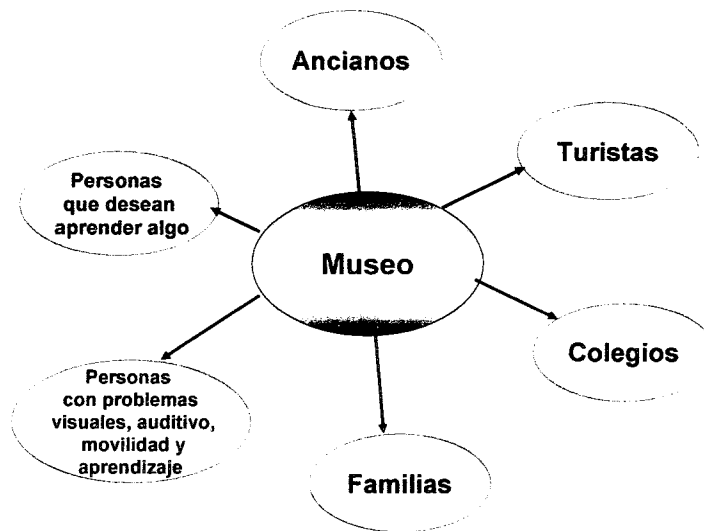 Ancianos
Turistas
Personas
que desean
aprender algo
Museo
Colegios
Personas
con problemas
visuales, auditivo,
movilidad y
aprendizaje
Familias